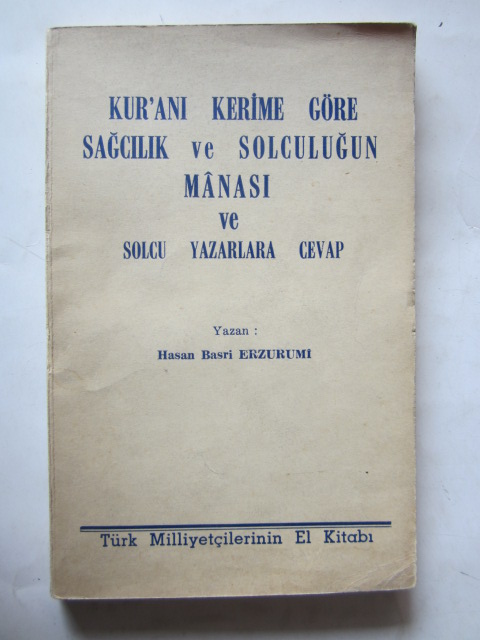 KUR'ANI KERİME GÖRE
SAĞCILIK ve SOLCULUĞUN
MÂNASI
ve
SOLCU YAZARLARA CEVAP
Yazan :
Hasan Basri ERZURUMÎ
Türk Milliyetçilerinin El Kitabı